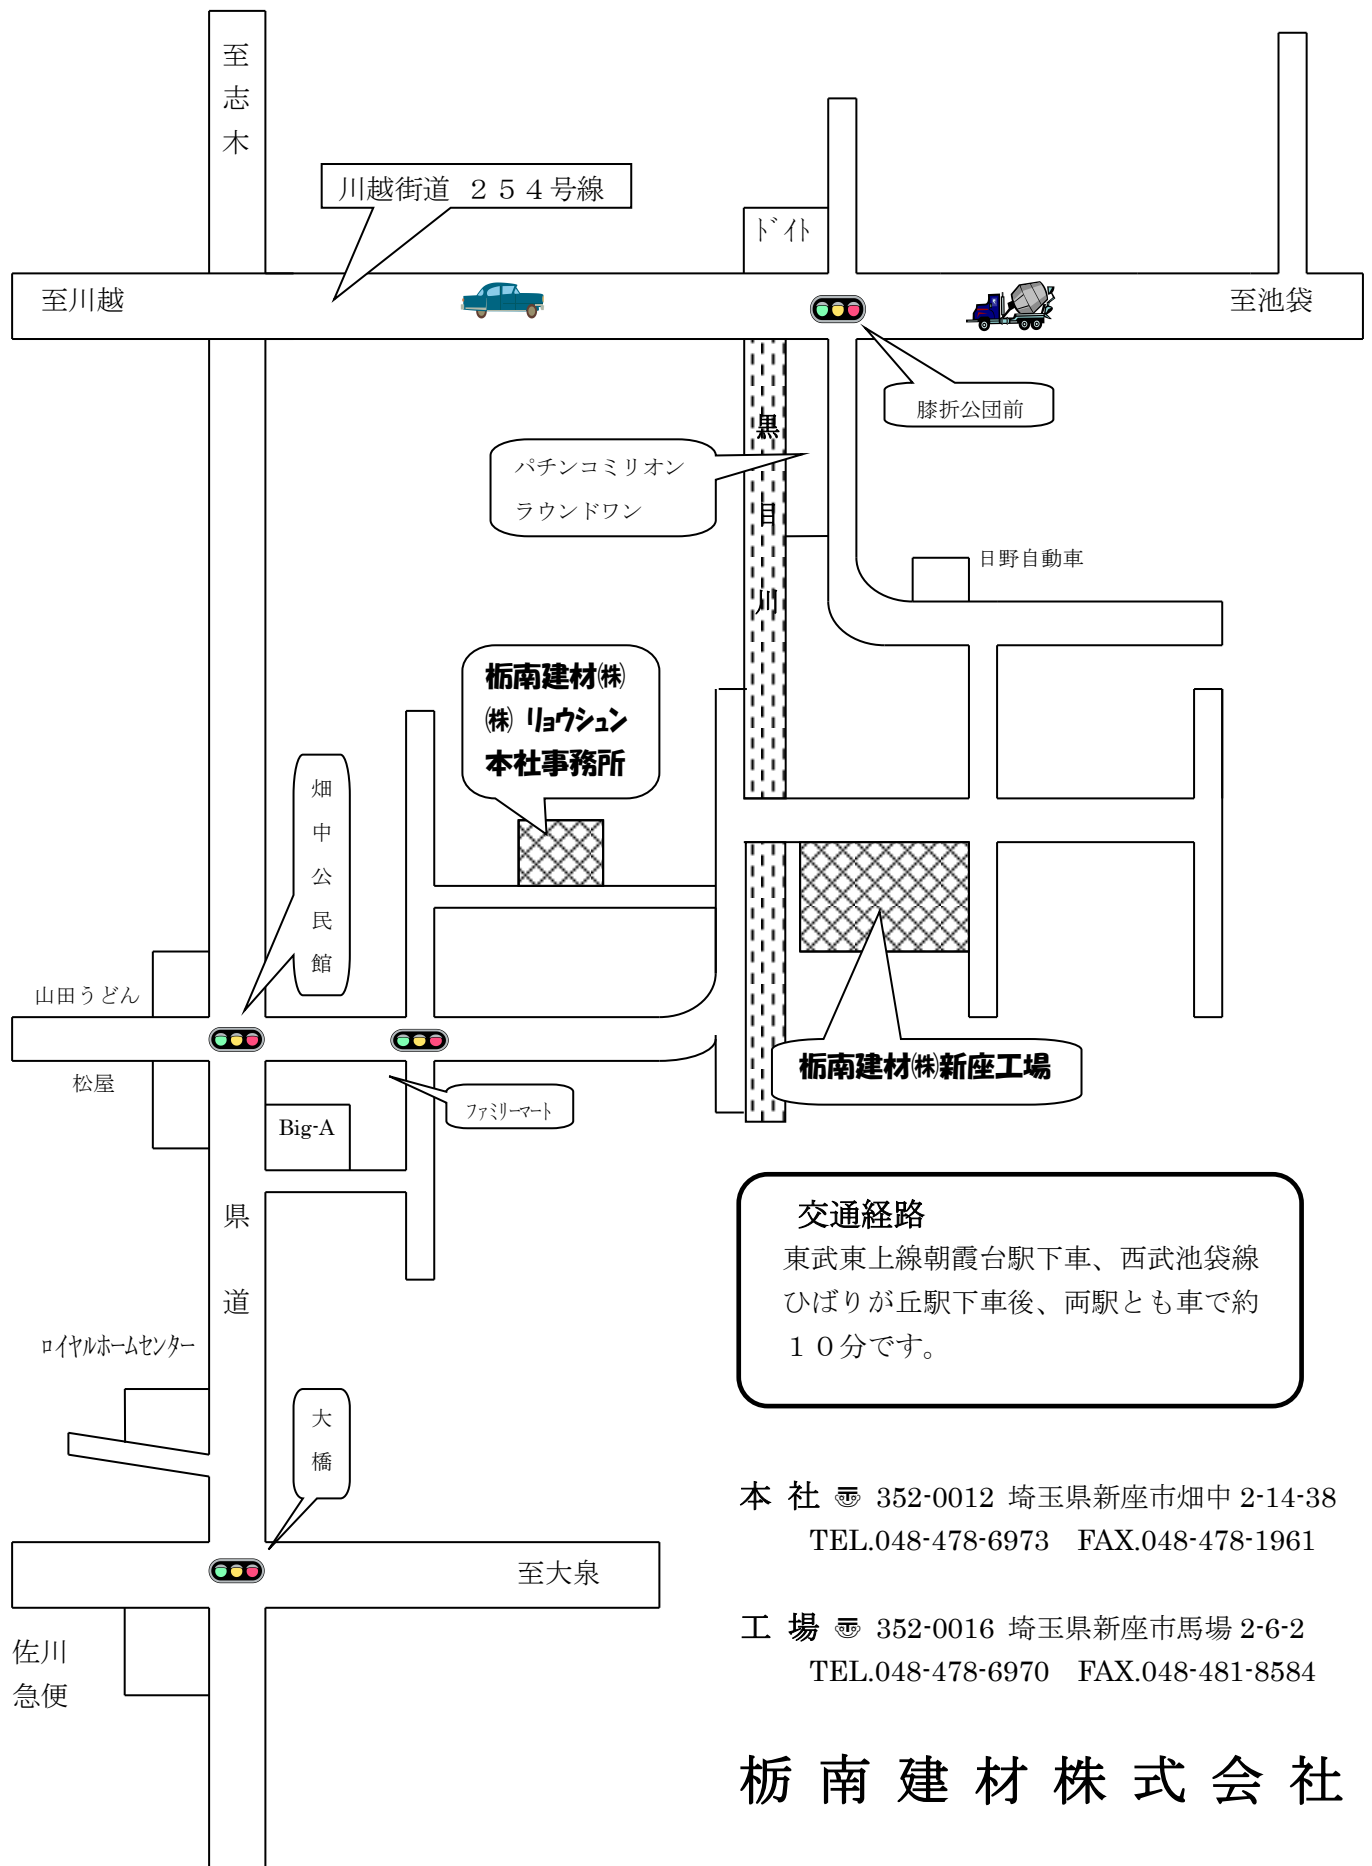 至志木
川越街道 ２５４号線
ﾄﾞｲﾄ
至川越
至池袋
膝折公団前
黒目川
パチンコミリオン
ラウンドワン
日野自動車
栃南建材㈱
㈱ リョウシュン
本社事務所
畑中公民館
山田うどん
松屋
ファミリーマート
栃南建材㈱新座工場
Big-A
県道
交通経路
東武東上線朝霞台駅下車、西武池袋線
ひばりが丘駅下車後、両駅とも車で約
１０分です。
ロイヤルホームセンター
大橋
本 社 〠 352-0012 埼玉県新座市畑中 2-14-38
TEL.048-478-6973 FAX.048-478-1961
至大泉
工 場 〠 352-0016 埼玉県新座市馬場 2-6-2
TEL.048-478-6970 FAX.048-481-8584
佐川
急便
栃南建材株式会社